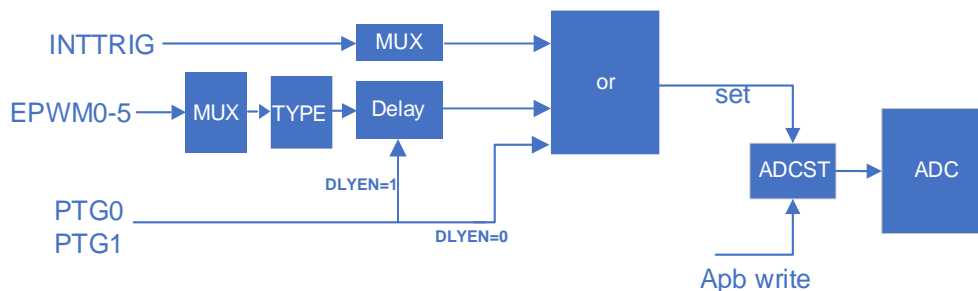 INTTRIG
MUX
or
EPWM0-5
MUX
TYPE
Delay
set
DLYEN=1
ADCST
ADC
PTG0
PTG1
DLYEN=0
Apb write